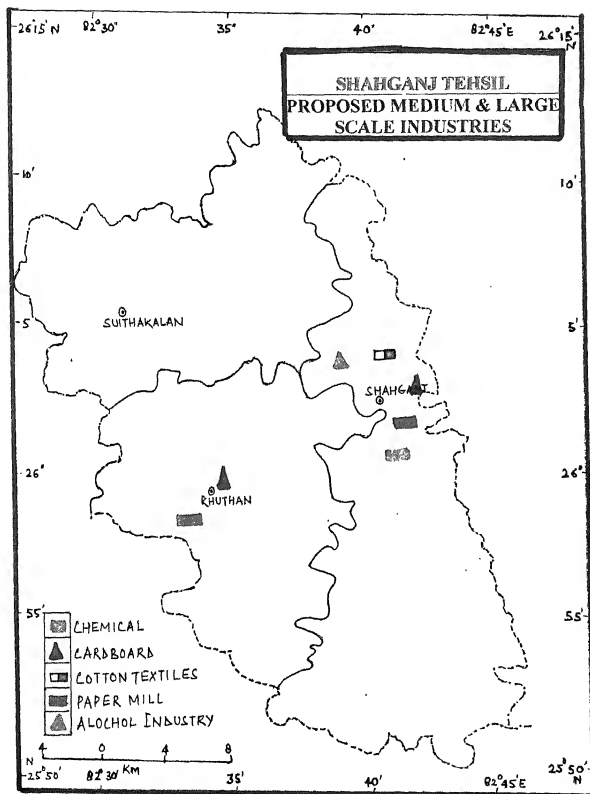 26°15'N 82°30' 35' 40' 82°45'E 26°15' N
SHAHGANJ TEHSIL
PROPOSED MEDIUM & LARGE
SCALE INDUSTRIES
10' 10'
SUITHAKALAN
5' 5'
SHAHGANJ
26° 26°
KHUTHAN
55' 55'
CHEMICAL
CARDBOARD
COTTON TEXTILES
PAPER MILL
ALOCHOL INDUSTRY
4 0 4 8
KM
N 25°50' 82°30' 35' 40' 82°45'E 25°50' N